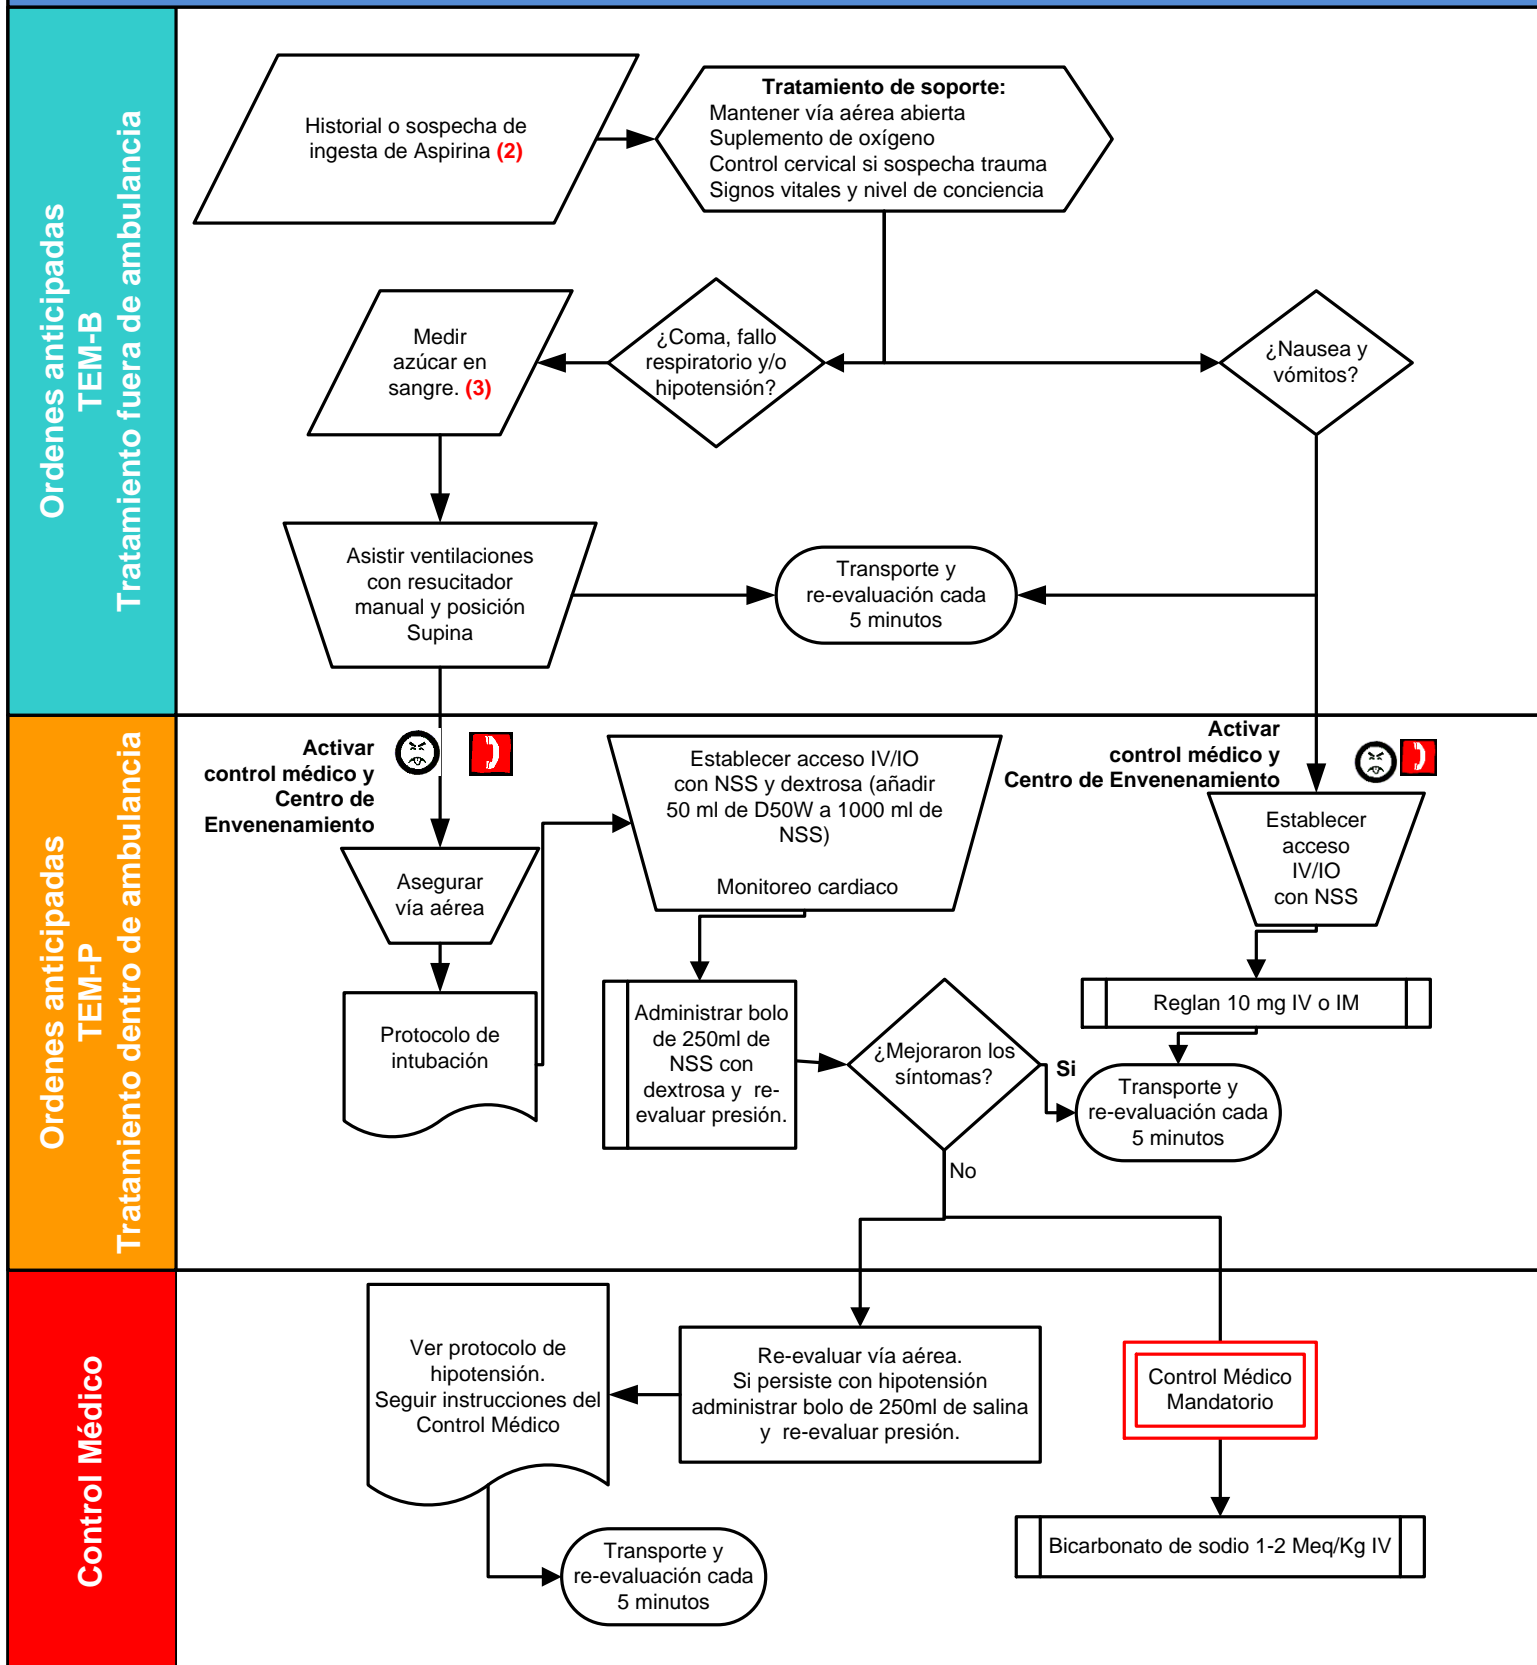 Ordenes anticipadas
TEM-B
Tratamiento fuera de ambulancia
Historial o sospecha de
ingesta de Aspirina (2)
Tratamiento de soporte:
Mantener vía aérea abierta
Suplemento de oxígeno
Control cervical si sospecha trauma
Signos vitales y nivel de conciencia
Medir
azúcar en
sangre. (3)
¿Coma, fallo
respiratorio y/o
hipotensión?
¿Nausea y
vómitos?
Asistir ventilaciones
con resucitador
manual y posición
Supina
Transporte y
re-evaluación cada
5 minutos
Ordenes anticipadas
TEM-P
Tratamiento dentro de ambulancia
Activar
control médico y
Centro de
Envenenamiento
Establecer acceso IV/IO
con NSS y dextrosa (añadir
50 ml de D50W a 1000 ml de
NSS)
Monitoreo cardiaco
Activar
control médico y
Centro de Envenenamiento
Establecer
acceso
IV/IO
con NSS
Asegurar
vía aérea
Protocolo de
intubación
Administrar bolo
de 250ml de
NSS con
dextrosa y  re-
evaluar presión.
¿Mejoraron los
síntomas?
Si
No
Reglan 10 mg IV o IM
Transporte y
re-evaluación cada
5 minutos
Control Médico
Ver protocolo de
hipotensión.
Seguir instrucciones del
Control Médico
Re-evaluar vía aérea.
Si persiste con hipotensión
administrar bolo de 250ml de salina
y  re-evaluar presión.
Control Médico
Mandatorio
Bicarbonato de sodio 1-2 Meq/Kg IV
Transporte y
re-evaluación cada
5 minutos